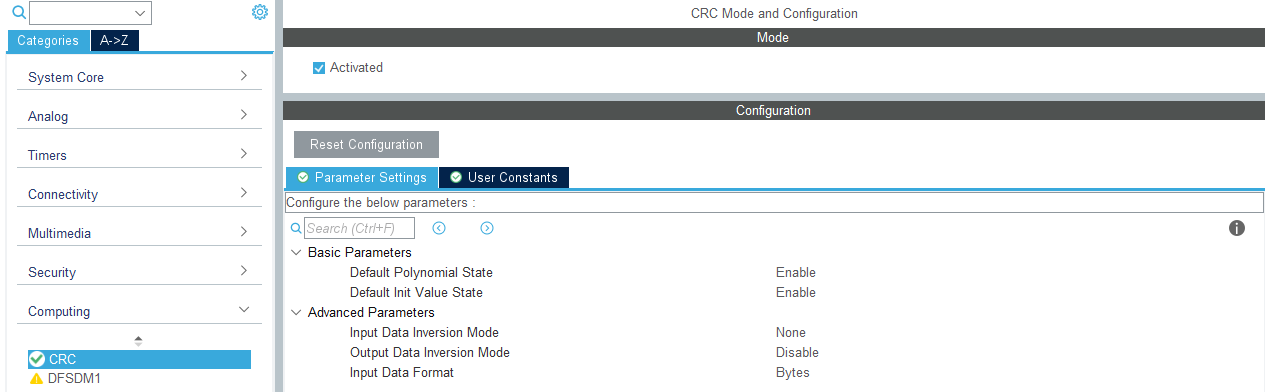 CRC Mode and Configuration
Categories
A->Z
System Core
Analog
Timers
Connectivity
Multimedia
Security
Computing
CRC
DFSDM1
Mode
Activated
Configuration
Reset Configuration
Parameter Settings
User Constants
Configure the below parameters :
Search (Ctrl+F)
Basic Parameters
Default Polynomial State Enable
Default Init Value State Enable
Advanced Parameters
Input Data Inversion Mode None
Output Data Inversion Mode Disable
Input Data Format Bytes